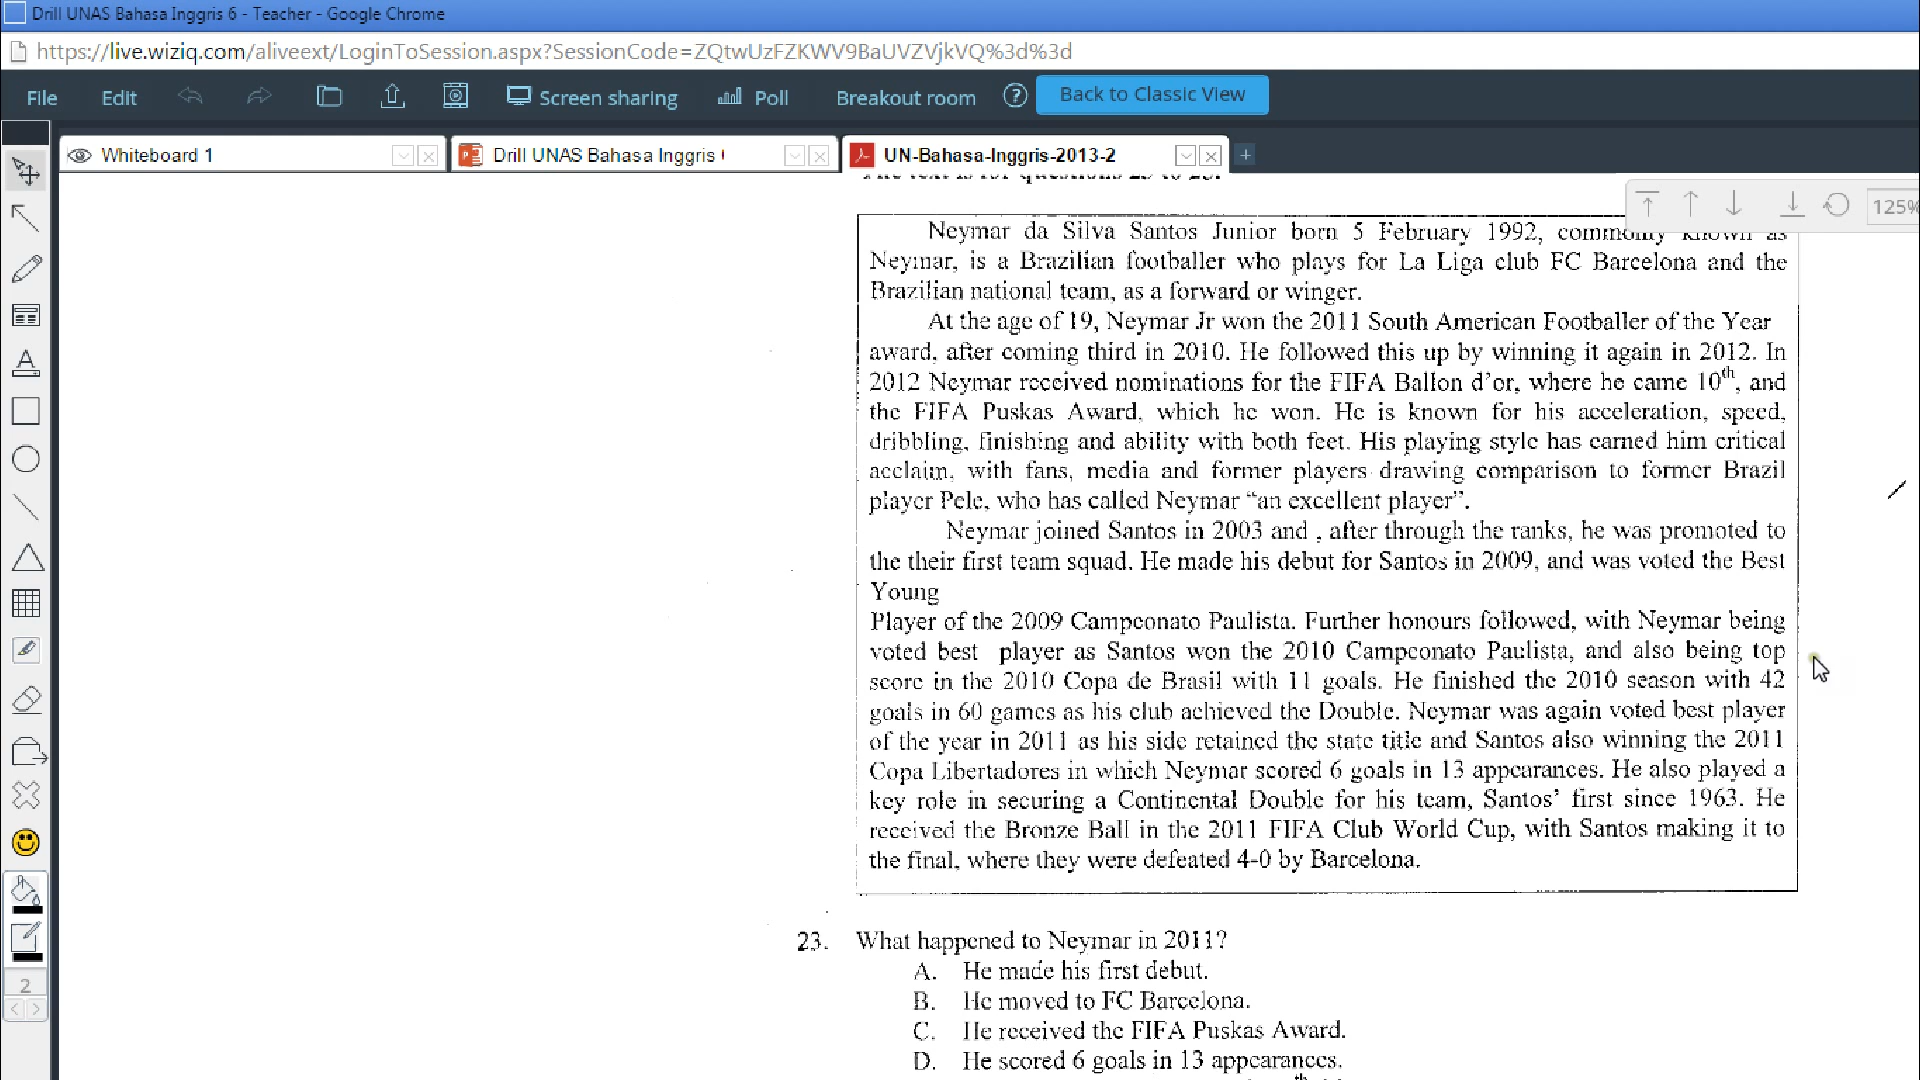 Drill UNAS Bahasa Inggris 6 - Teacher - Google Chrome
https://live.wiziq.com/aliveext/LoginToSession.aspx?SessionCode=ZQtwUzFZKWV9BaUVZVjkVQ%3d%3d
File Edit Screen sharing Poll Breakout room ? Back to Classic View
Whiteboard 1 Drill UNAS Bahasa Inggris UN-Bahasa-Inggris-2013-2 +
The text is for questions 23 to 25.
125%
Neymar da Silva Santos Junior born 5 February 1992, commonly known as
Neymar, is a Brazilian footballer who plays for La Liga club FC Barcelona and the
Brazilian national team, as a forward or winger.
At the age of 19, Neymar Jr won the 2011 South American Footballer of the Year
award, after coming third in 2010. He followed this up by winning it again in 2012. In
2012 Neymar received nominations for the FIFA Ballon d'or, where he came 10th, and
the FIFA Puskas Award, which he won. He is known for his acceleration, speed,
dribbling, finishing and ability with both feet. His playing style has earned him critical
acclaim, with fans, media and former players drawing comparison to former Brazil
player Pele, who has called Neymar “an excellent player”.
Neymar joined Santos in 2003 and , after through the ranks, he was promoted to
the their first team squad. He made his debut for Santos in 2009, and was voted the Best
Young
Player of the 2009 Campeonato Paulista. Further honours followed, with Neymar being
voted best player as Santos won the 2010 Campeonato Paulista, and also being top
score in the 2010 Copa de Brasil with 11 goals. He finished the 2010 season with 42
goals in 60 games as his club achieved the Double. Neymar was again voted best player
of the year in 2011 as his side retained the state title and Santos also winning the 2011
Copa Libertadores in which Neymar scored 6 goals in 13 appearances. He also played a
key role in securing a Continental Double for his team, Santos' first since 1963. He
received the Bronze Ball in the 2011 FIFA Club World Cup, with Santos making it to
the final, where they were defeated 4-0 by Barcelona.
23. What happened to Neymar in 2011?
A. He made his first debut.
B. He moved to FC Barcelona.
C. He received the FIFA Puskas Award.
D. He scored 6 goals in 13 appearances.
th
2